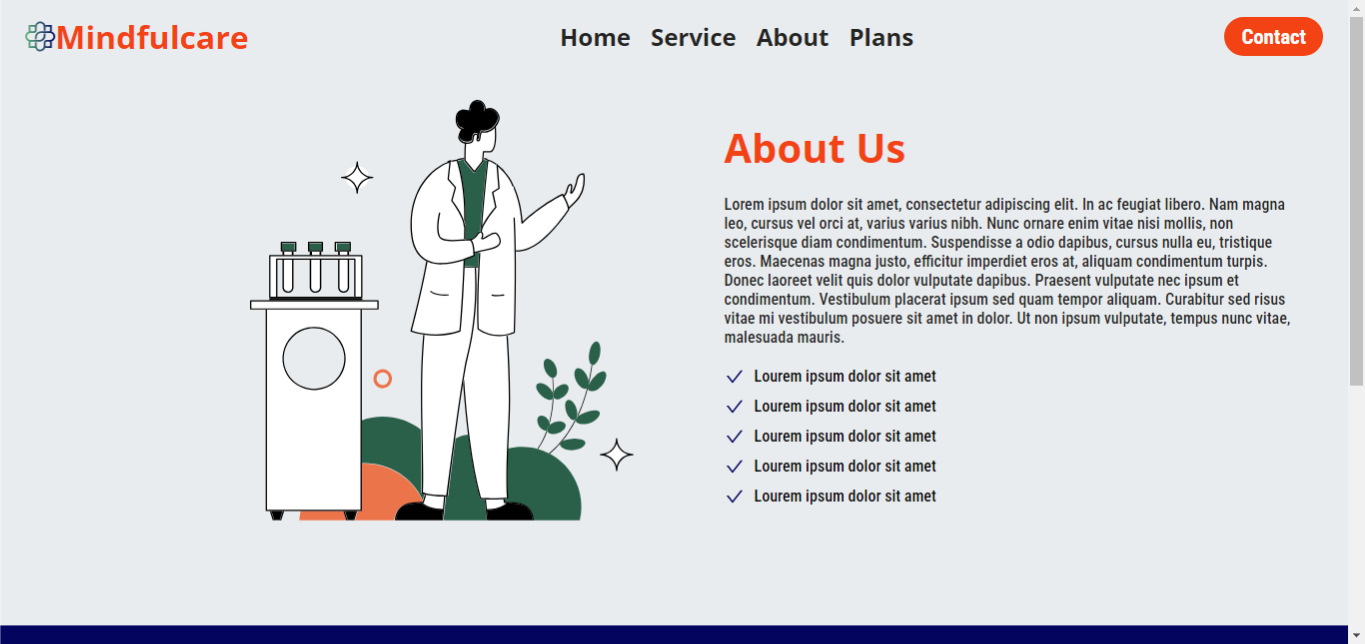 Mindfulcare
Home Service About Plans
Contact
About Us
Lorem ipsum dolor sit amet, consectetur adipiscing elit. In ac feugiat libero. Nam magna
leo, cursus vel orci at, varius varius nibh. Nunc ornare enim vitae nisi mollis, non
scelerisque diam condimentum. Suspendisse a odio dapibus, cursus nulla eu, tristique
eros. Maecenas magna justo, efficitur imperdiet eros at, aliquam condimentum turpis.
Donec laoreet velit quis dolor vulputate dapibus. Praesent vulputate nec ipsum et
condimentum. Vestibulum placerat ipsum sed quam tempor aliquam. Curabitur sed risus
vitae mi vestibulum posuere sit amet in dolor. Ut non ipsum vulputate, tempus nunc vitae,
malesuada mauris.
Lourem ipsum dolor sit amet
Lourem ipsum dolor sit amet
Lourem ipsum dolor sit amet
Lourem ipsum dolor sit amet
Lourem ipsum dolor sit amet